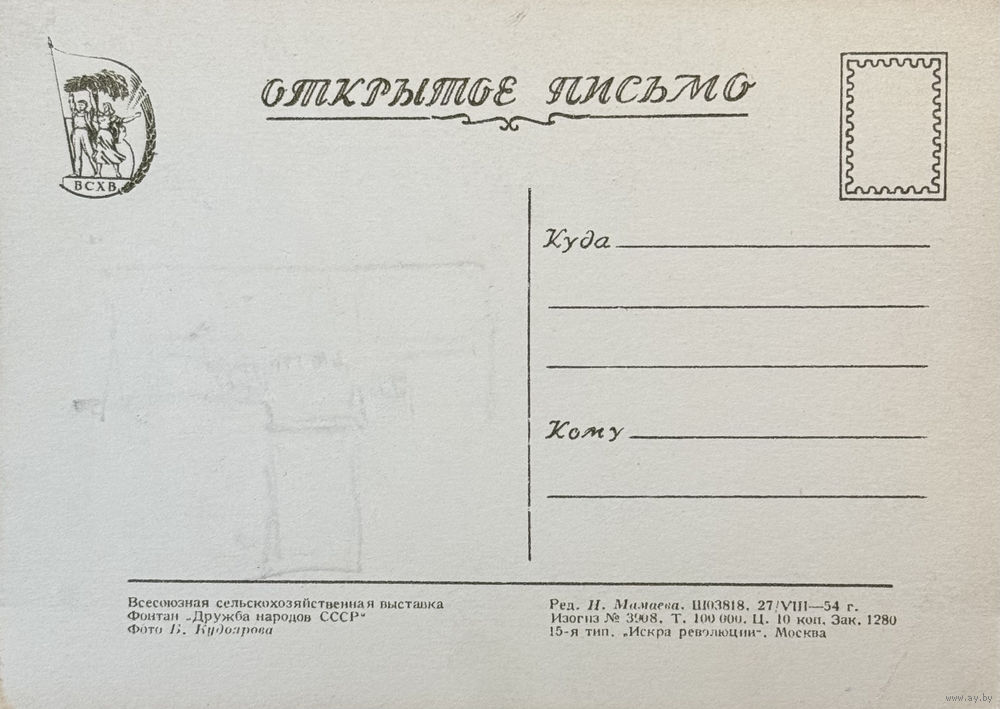 ОТКРЫТОЕ ПИСЬМО
ВСХВ
Куда
Кому
Всесоюзная сельскохозяйственная выставка
Фонтан „Дружба народов СССР“
Фото Б. Кудоярова
Ред. Н. Мамаева. Ш03818. 27/VIII—54 г.
Изогиз № 3908. Т. 100 000. Ц. 10 коп. Зак. 1280
15-я тип. „Искра революции“. Москва
www.ay.by